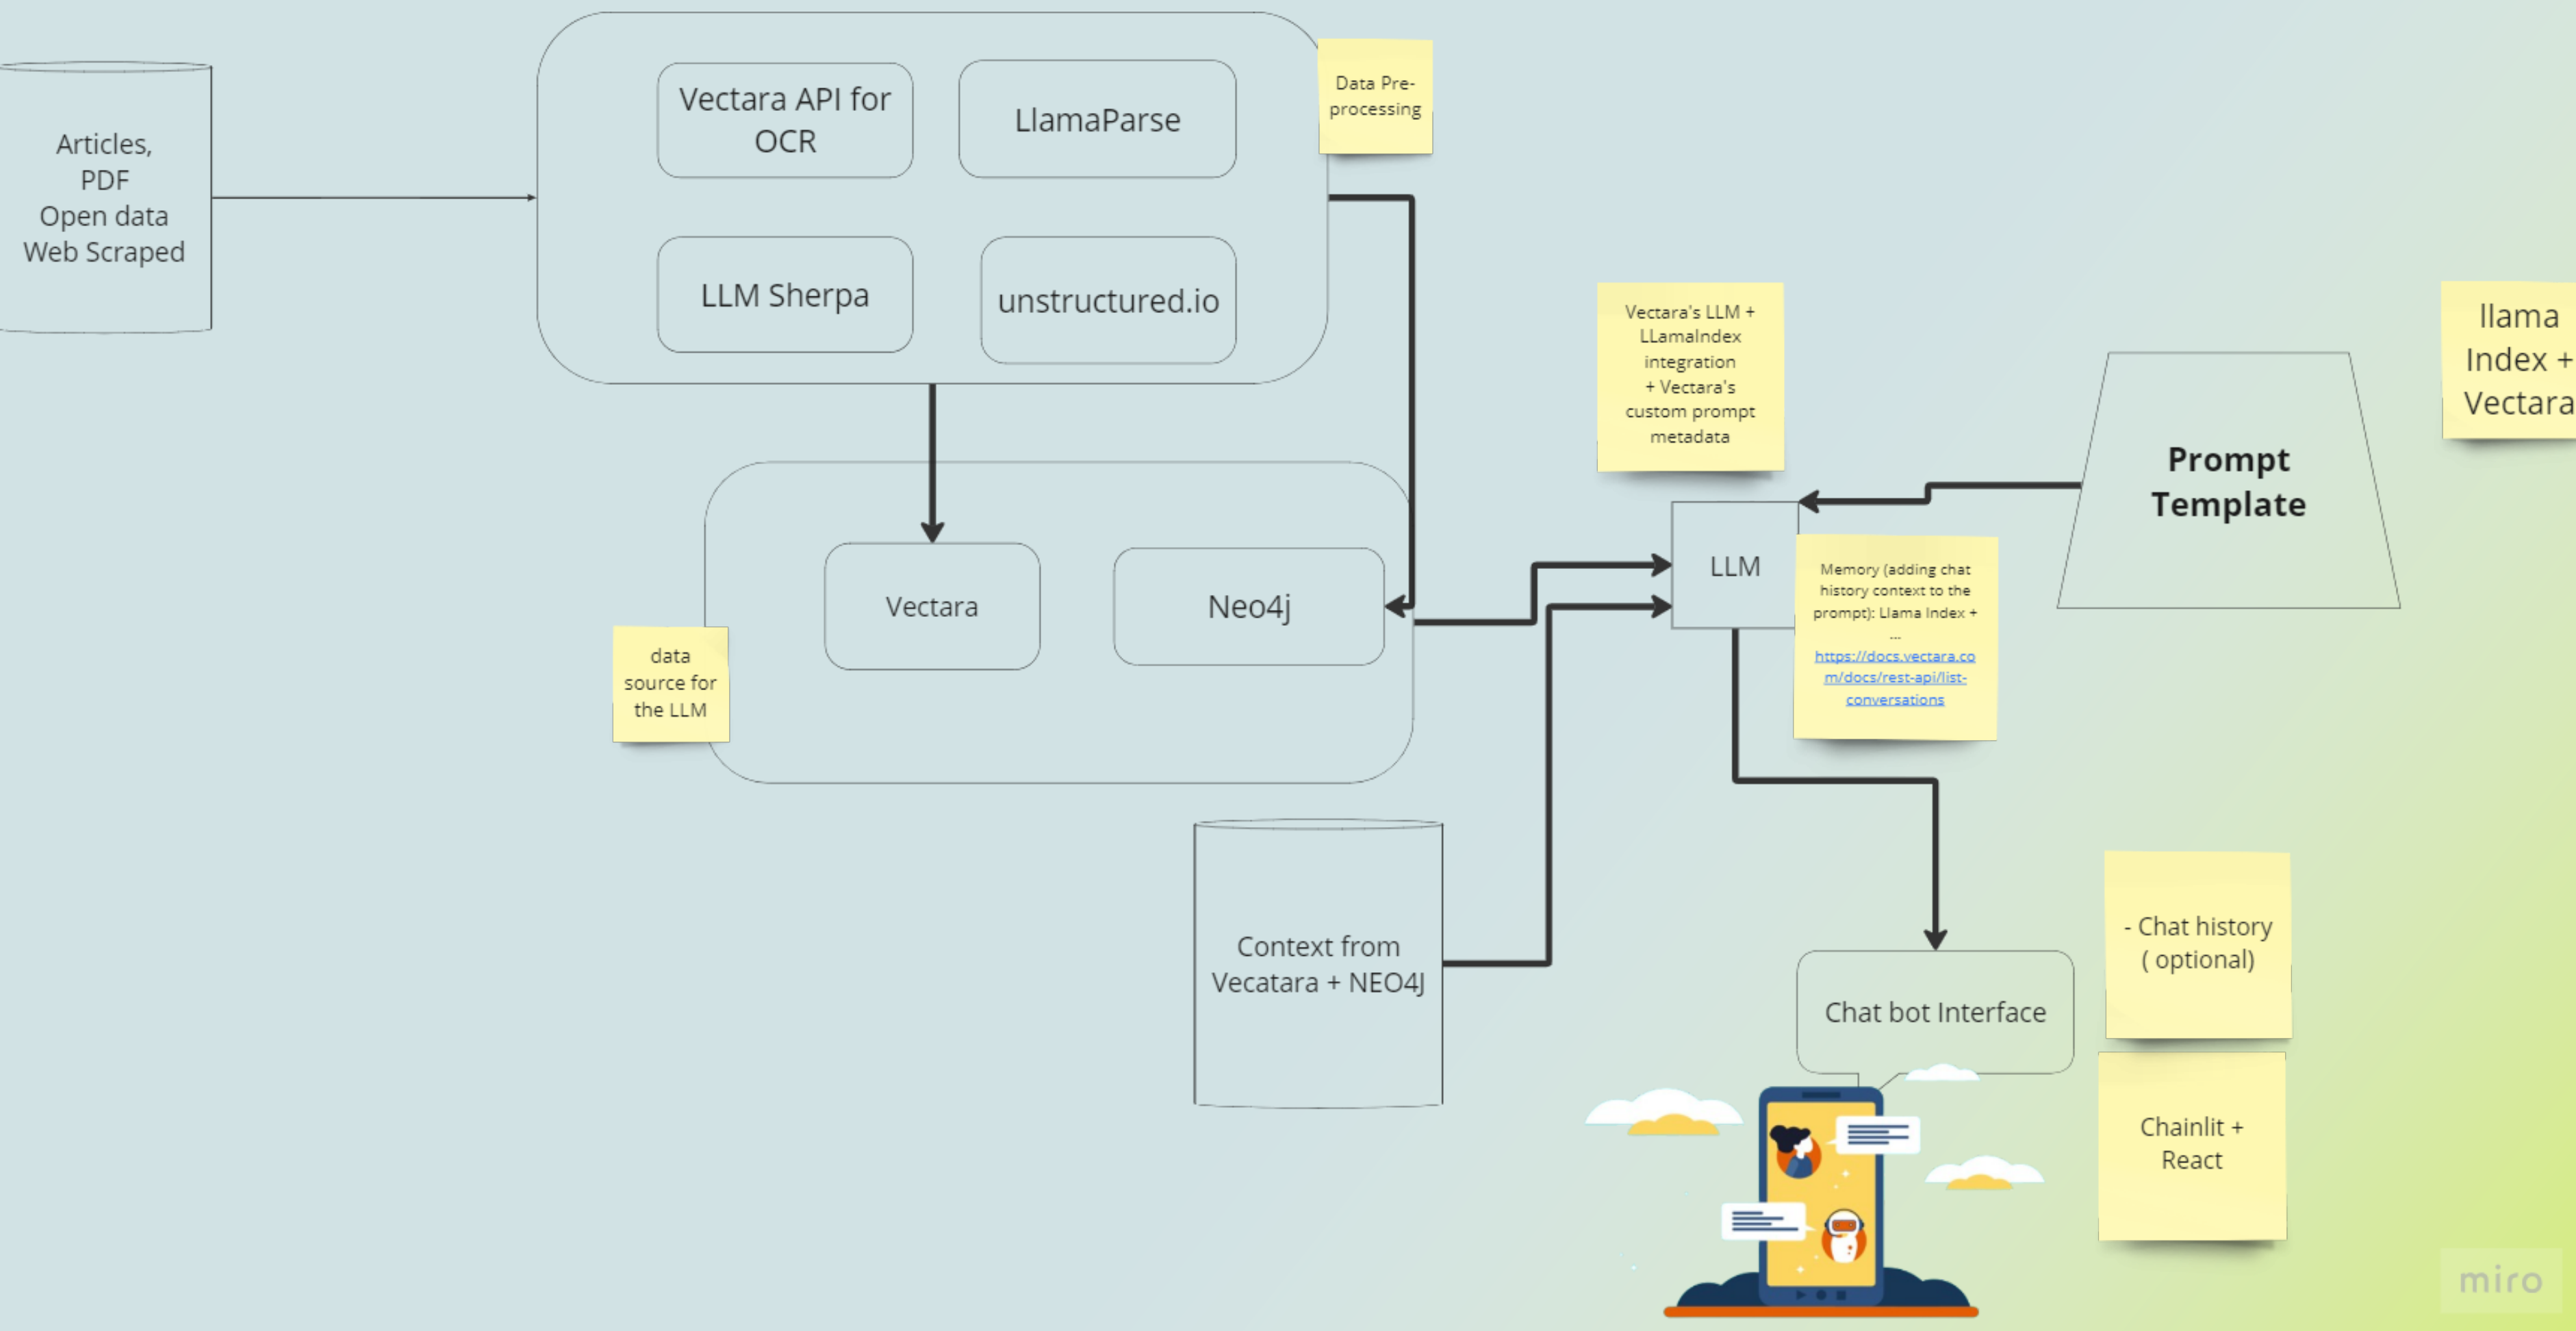 Articles,
PDF
Open data
Web Scraped
Vectara API for
OCR
LlamaParse
LLM Sherpa
unstructured.io
Data Pre-
processing
Vectara
Neo4j
data
source for
the LLM
Context from
Vecatara + NEO4J
Vectara's LLM +
LLamaIndex
integration
+ Vectara's
custom prompt
metadata
LLM
Memory (adding chat
history context to the
prompt): Llama Index +
...
https://docs.vectara.co
m/docs/rest-api/list-
conversations
Prompt
Template
llama
Index +
Vectara
Chat bot Interface
- Chat history
( optional)
Chainlit +
React
miro